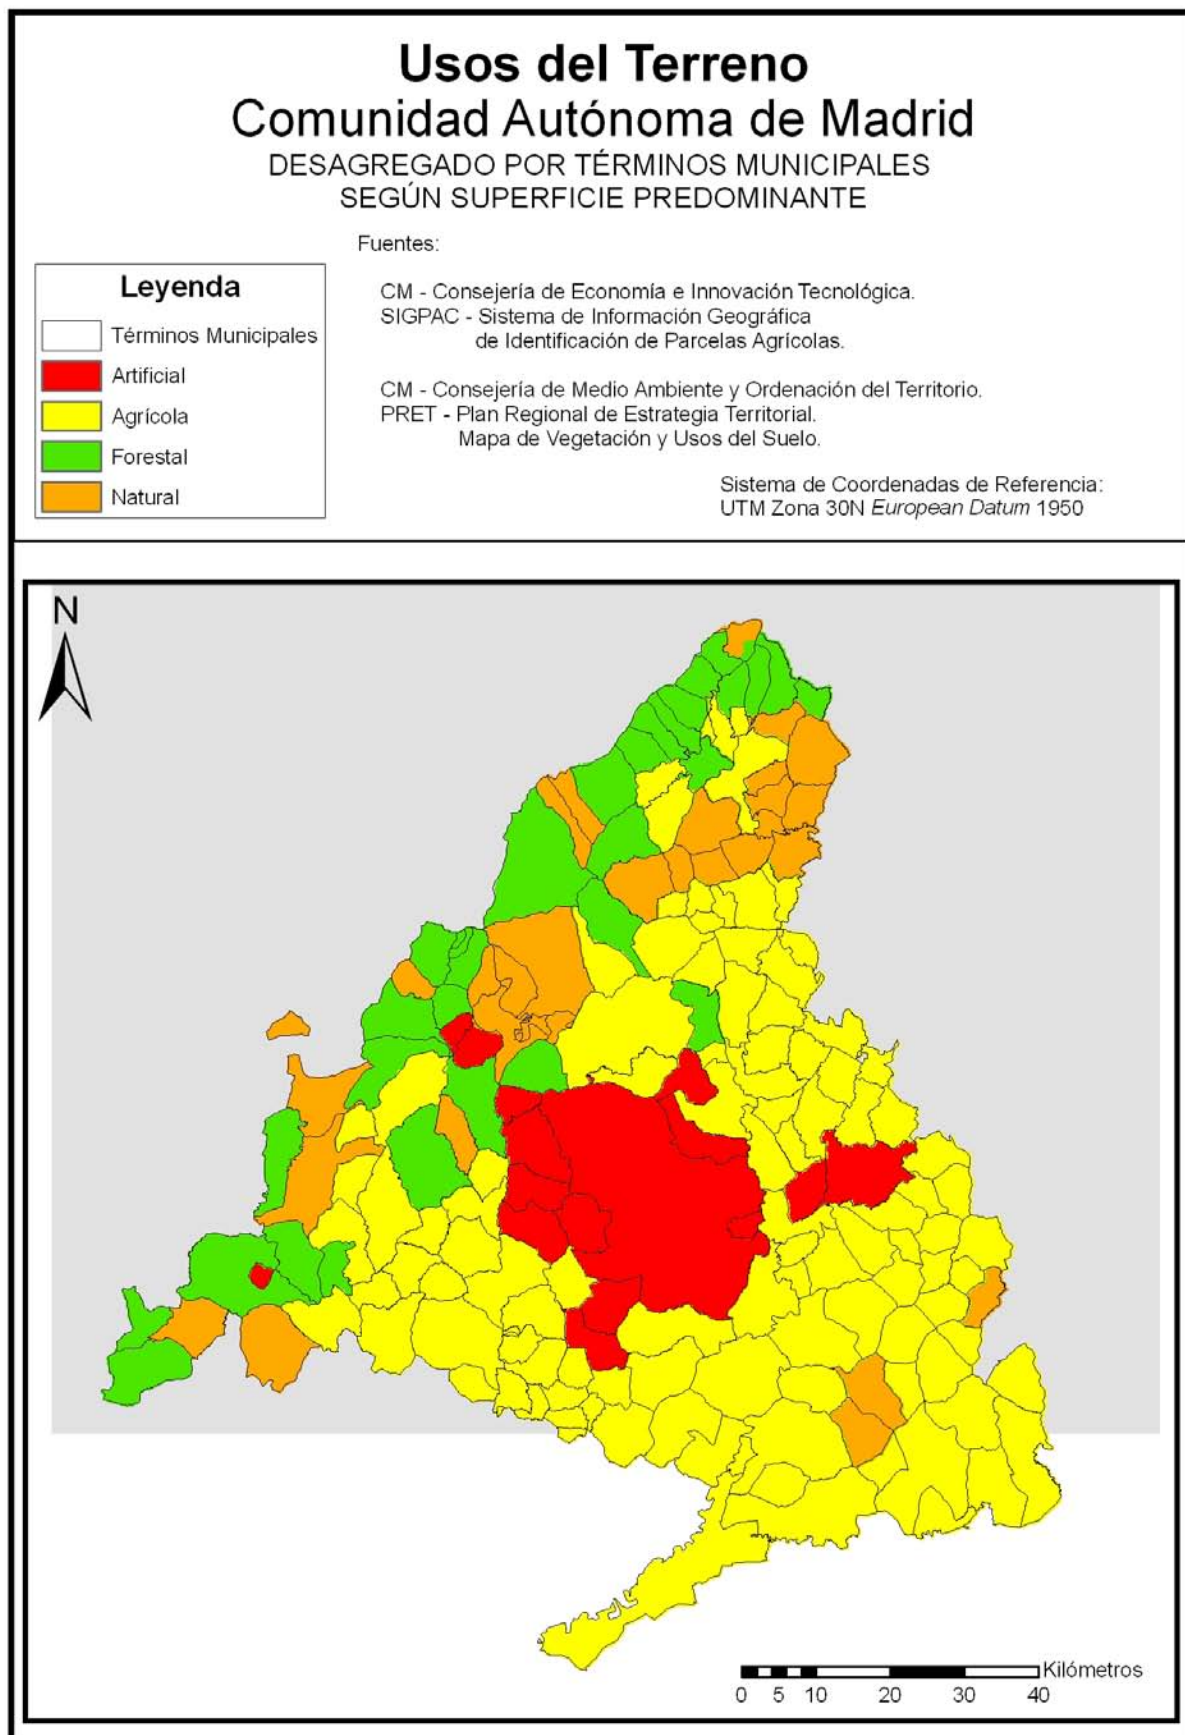 Usos del Terreno
Comunidad Autónoma de Madrid
DESAGREGADO POR TÉRMINOS MUNICIPALES
SEGÚN SUPERFICIE PREDOMINANTE
Fuentes:
CM - Consejería de Economía e Innovación Tecnológica.
SIGPAC - Sistema de Información Geográfica
de Identificación de Parcelas Agrícolas.
CM - Consejería de Medio Ambiente y Ordenación del Territorio.
PRET - Plan Regional de Estrategia Territorial.
Mapa de Vegetación y Usos del Suelo.
Sistema de Coordenadas de Referencia:
UTM Zona 30N European Datum 1950
Leyenda
Términos Municipales
Artificial
Agrícola
Forestal
Natural
N
Kilómetros
0 5 10 20 30 40